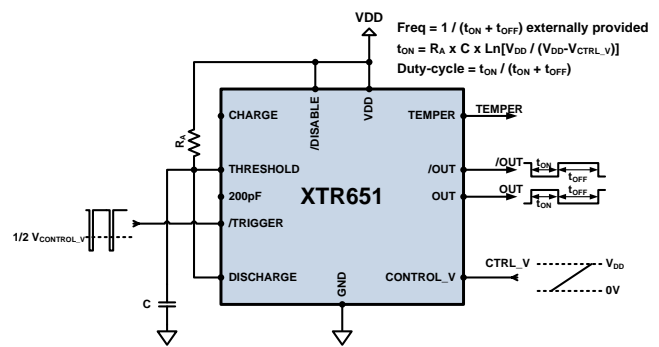 VDD
Freq = 1 / (tON + tOFF) externally provided
tON = RA x C x Ln[VDD / (VDD-VCTRL_V)]
Duty-cycle = tON / (tON + tOFF)
CHARGE
/DISABLE
VDD
TEMPER
TEMPER
RA
THRESHOLD
/OUT
/OUT
tON
tOFF
200pF
XTR651
OUT
OUT
tOFF
tON
/TRIGGER
1/2 VCONTROL_V
CTRL_V
VDD
DISCHARGE
CONTROL_V
0V
GND
C